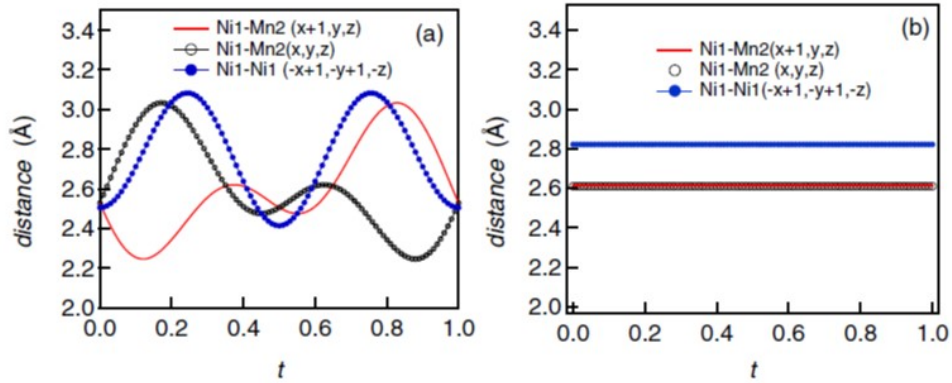 (a)
Ni1-Mn2 (x+1,y,z)
Ni1-Mn2(x,y,z)
Ni1-Ni1 (-x+1,-y+1,-z)
distance (Å)
3.4
3.2
3.0
2.8
2.6
2.4
2.2
2.0
0.0 0.2 0.4 0.6 0.8 1.0
t
(b)
Ni1-Mn2(x+1,y,z)
Ni1-Mn2 (x,y,z)
Ni1-Ni1(-x+1,-y+1,-z)
distance (Å)
3.4
3.2
3.0
2.8
2.6
2.4
2.2
2.0
0.0 0.2 0.4 0.6 0.8 1.0
t